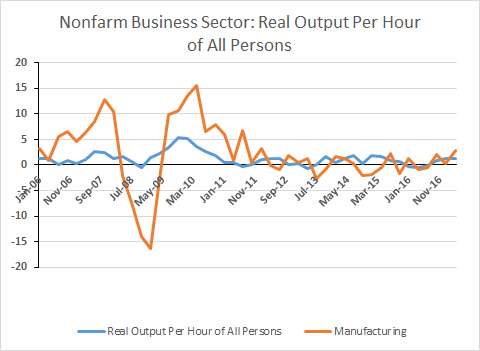 Nonfarm Business Sector: Real Output Per Hour
of All Persons
20
15
10
5
0
-5
-10
-15
-20
Jan-06
Nov-06
Sep-07
Jul-08
May-09
Mar-10
Jan-11
Nov-11
Sep-12
Jul-13
May-14
Mar-15
Jan-16
Nov-16
Real Output Per Hour of All Persons
Manufacturing